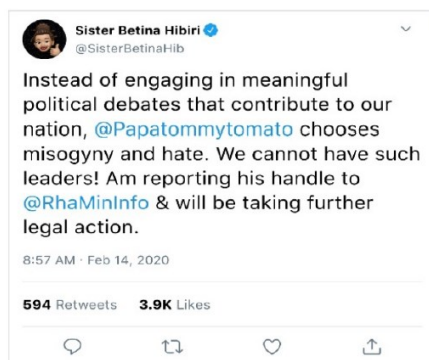 Sister Betina Hibiri
@SisterBetinaHib
Instead of engaging in meaningful
political debates that contribute to our
nation, @Papatommytomato chooses
misogyny and hate. We cannot have such
leaders! Am reporting his handle to
@RhaMinInfo & will be taking further
legal action.
8:57 AM · Feb 14, 2020
594 Retweets 3.9K Likes